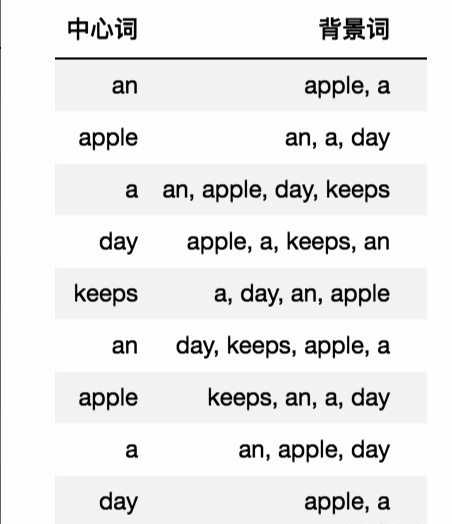 中心词 背景词
an apple, a
apple an, a, day
a an, apple, day, keeps
day apple, a, keeps, an
keeps a, day, an, apple
an day, keeps, apple, a
apple keeps, an, a, day
a an, apple, day
day apple, a